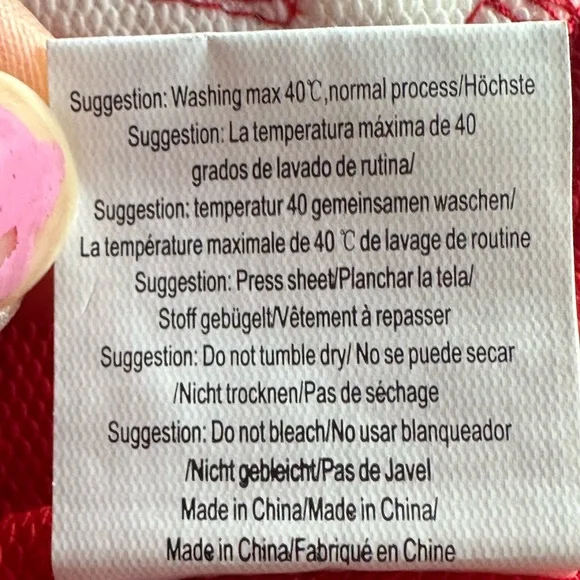 Suggestion: Washing max 40℃,normal process/Höchste
Suggestion: La temperatura máxima de 40
grados de lavado de rutina/
Suggestion: temperatur 40 gemeinsamen waschen/
La température maximale de 40 ℃ de lavage de routine
Suggestion: Press sheet/Planchar la tela/
Stoff gebügelt/Vêtement à repasser
Suggestion: Do not tumble dry/ No se puede secar
/Nicht trocknen/Pas de séchage
Suggestion: Do not bleach/No usar blanqueador
/Nicht gebleicht/Pas de Javel
Made in China/Made in China/
Made in China/Fabriqué en Chine